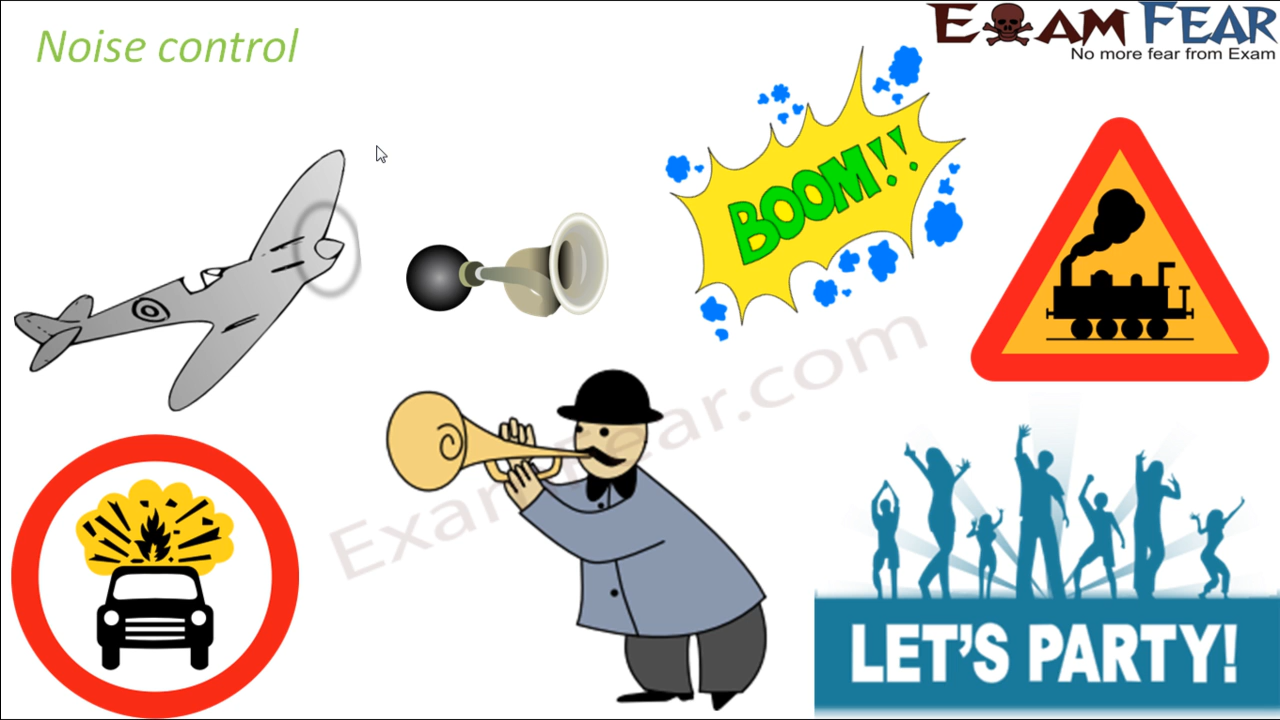 Noise control
EXAM FEAR
No more fear from Exam
BOOM!!
ExamFear.com
LET'S PARTY!